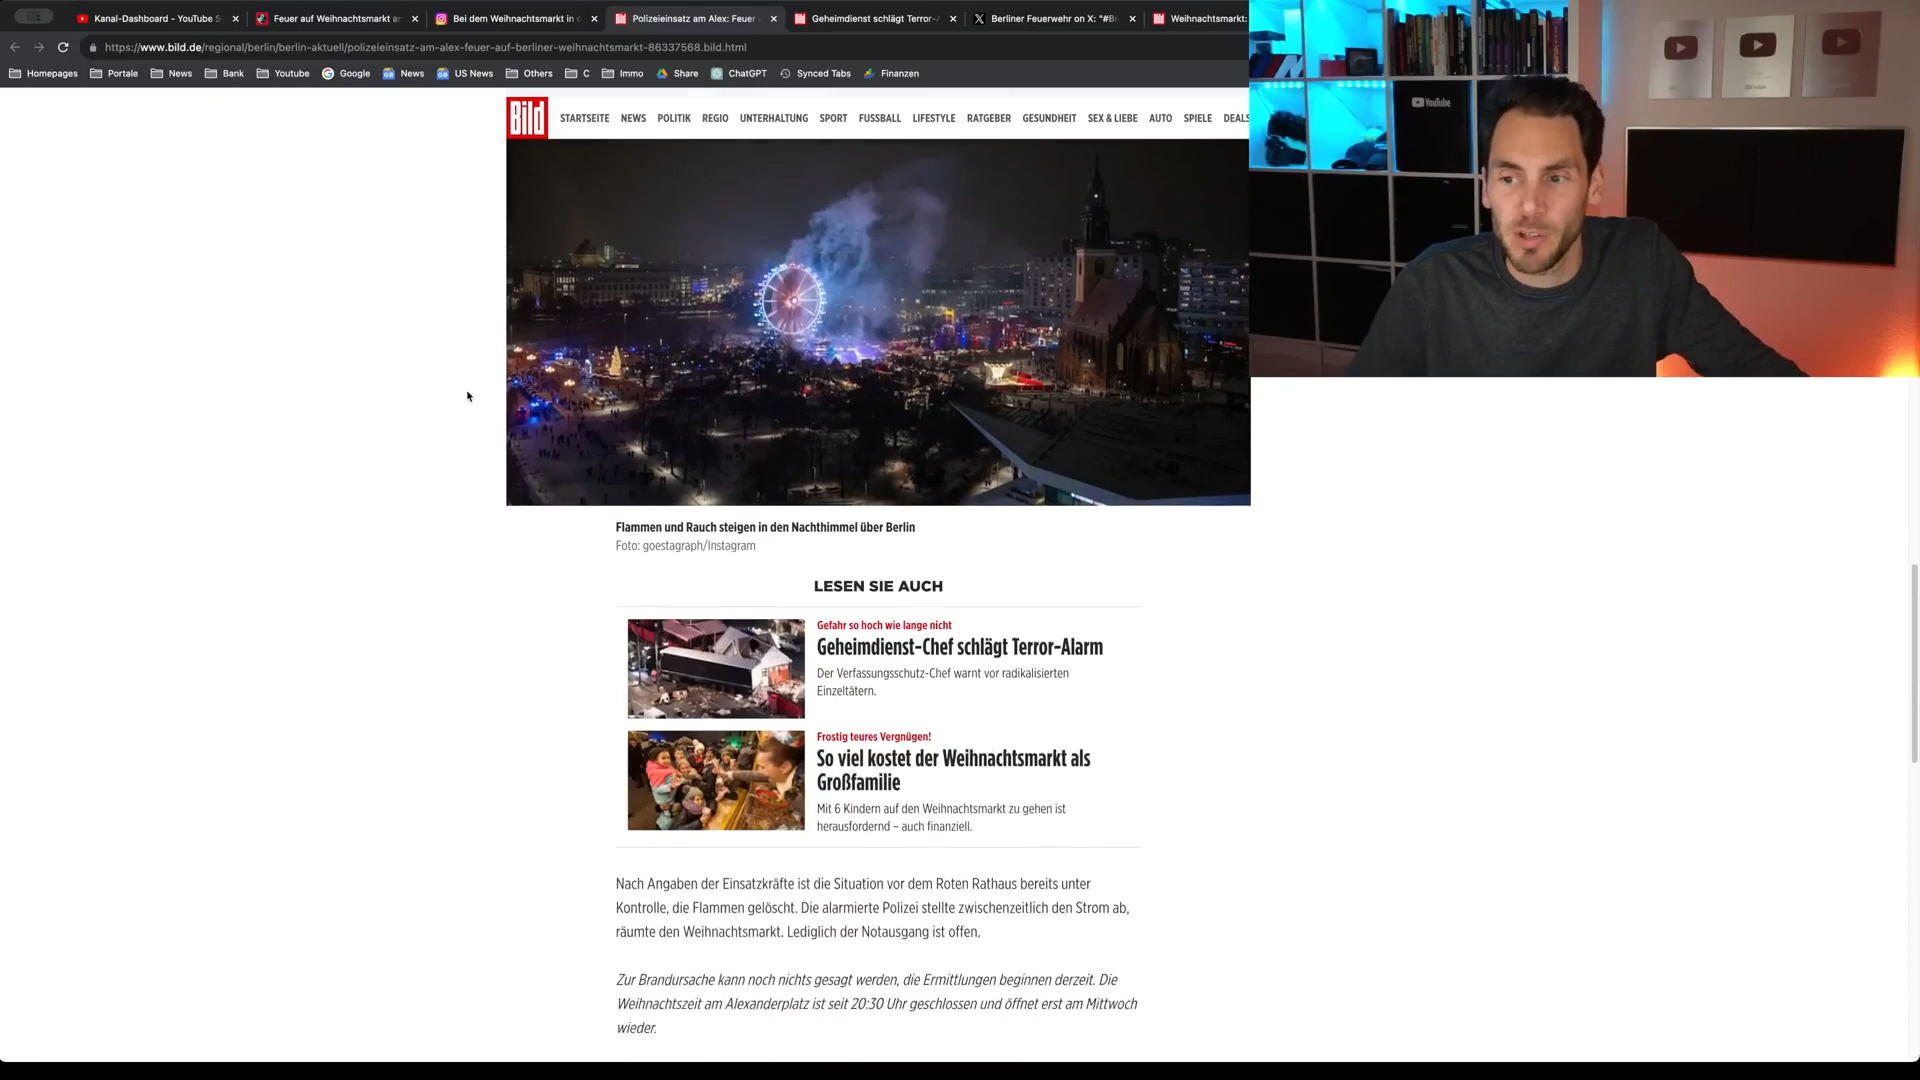 Kanal-Dashboard - YouTube S
Feuer auf Weihnachtsmarkt a
Bei dem Weihnachtsmarkt in
Polizeieinsatz am Alex: Feuer
Geheimdienst schlägt Terror-
Berliner Feuerwehr on X: "#B
Weihnachtsmarkt:
https://www.bild.de/regional/berlin/berlin-aktuell/polizeieinsatz-am-alex-feuer-auf-berliner-weihnachtsmarkt-86337568.bild.html
Homepages Portale News Bank Youtube Google News US News Others C Immo Share ChatGPT Synced Tabs Finanzen
YouTube
Bild STARTSEITE NEWS POLITIK REGIO UNTERHALTUNG SPORT FUSSBALL LIFESTYLE RATGEBER GESUNDHEIT SEX & LIEBE AUTO SPIELE DEALS
Flammen und Rauch steigen in den Nachthimmel über Berlin
Foto: goestagraph/Instagram
LESEN SIE AUCH
Gefahr so hoch wie lange nicht
Geheimdienst-Chef schlägt Terror-Alarm
Der Verfassungsschutz-Chef warnt vor radikalisierten
Einzeltätern.
Frostig teures Vergnügen!
So viel kostet der Weihnachtsmarkt als
Großfamilie
Mit 6 Kindern auf den Weihnachtsmarkt zu gehen ist
herausfordernd – auch finanziell.
Nach Angaben der Einsatzkräfte ist die Situation vor dem Roten Rathaus bereits unter
Kontrolle, die Flammen gelöscht. Die alarmierte Polizei stellte zwischenzeitlich den Strom ab,
räumte den Weihnachtsmarkt. Lediglich der Notausgang ist offen.
Zur Brandursache kann noch nichts gesagt werden, die Ermittlungen beginnen derzeit. Die
Weihnachtszeit am Alexanderplatz ist seit 20:30 Uhr geschlossen und öffnet erst am Mittwoch
wieder.